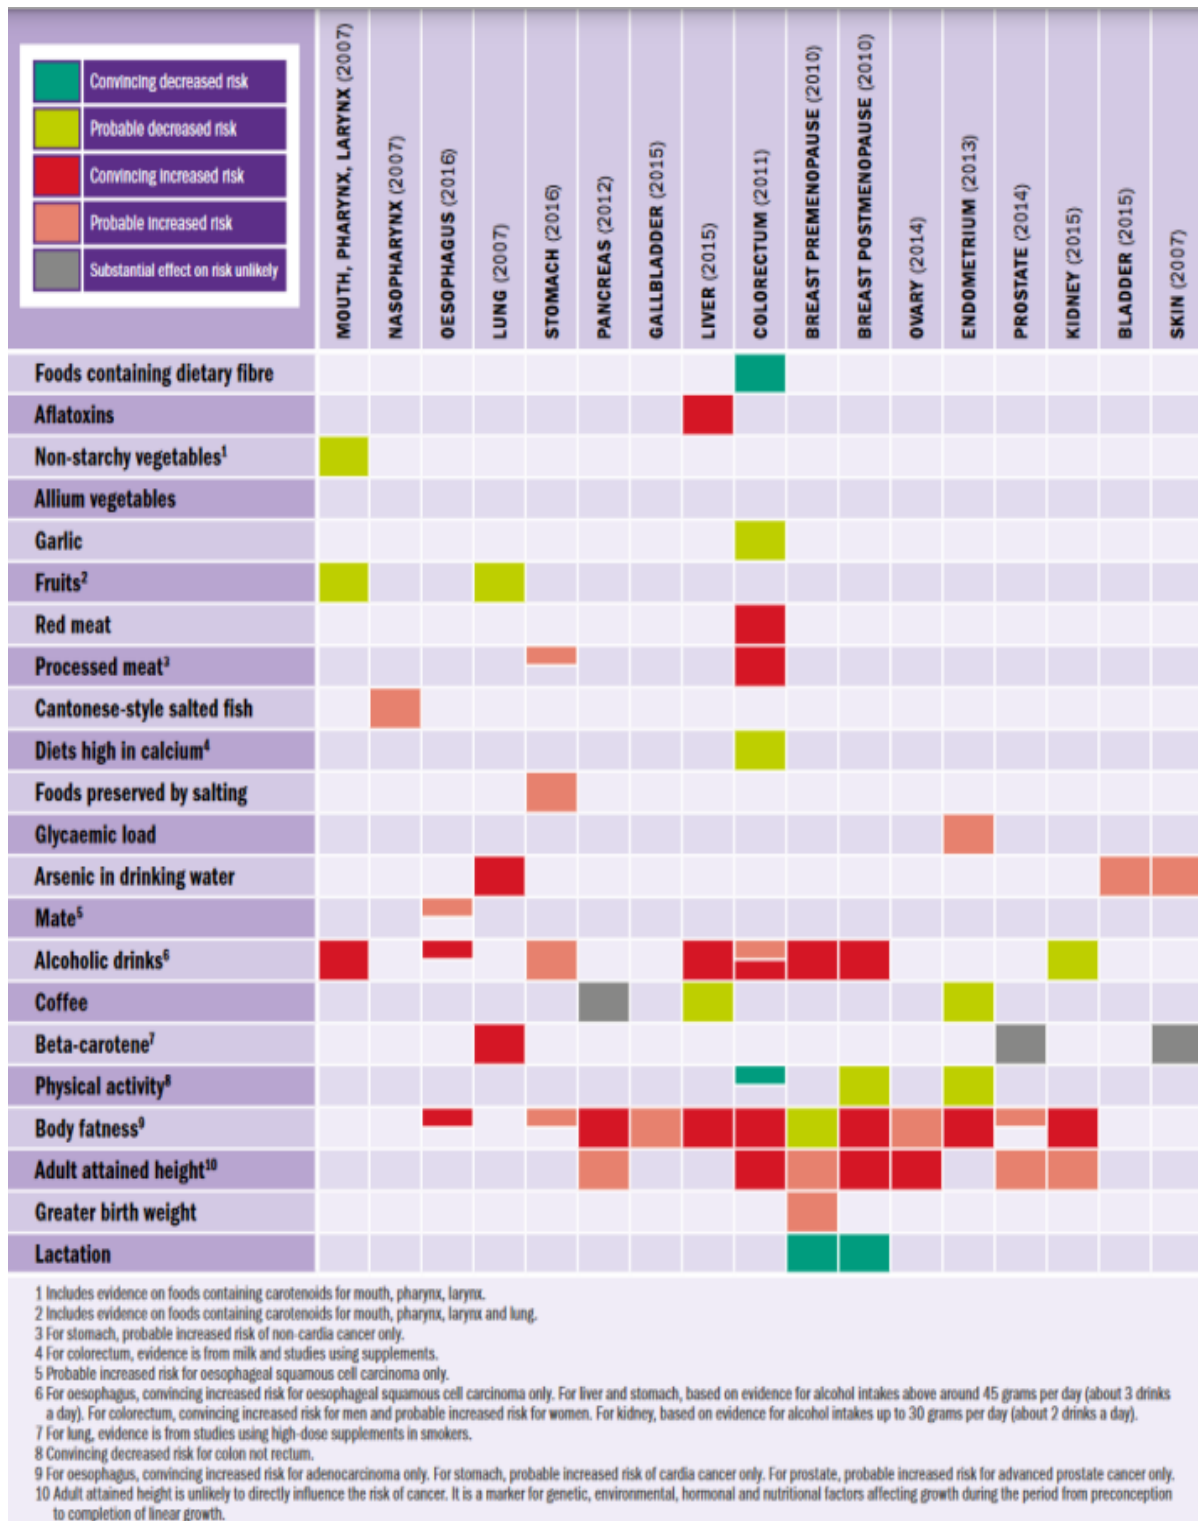 Convincing decreased risk
Probable decreased risk
Convincing increased risk
Probable increased risk
Substantial effect on risk unlikely
MOUTH, PHARYNX, LARYNX (2007)
NASOPHARYNX (2007)
OESOPHAGUS (2016)
LUNG (2007)
STOMACH (2016)
PANCREAS (2012)
GALLBLADDER (2015)
LIVER (2015)
COLORECTUM (2011)
BREAST PREMENOPAUSE (2010)
BREAST POSTMENOPAUSE (2010)
OVARY (2014)
ENDOMETRIUM (2013)
PROSTATE (2014)
KIDNEY (2015)
BLADDER (2015)
SKIN (2007)
Foods containing dietary fibre
Aflatoxins
Non-starchy vegetables¹
Allium vegetables
Garlic
Fruits²
Red meat
Processed meat³
Cantonese-style salted fish
Diets high in calcium⁴
Foods preserved by salting
Glycaemic load
Arsenic in drinking water
Mate⁵
Alcoholic drinks⁶
Coffee
Beta-carotene⁷
Physical activity⁸
Body fatness⁹
Adult attained height¹⁰
Greater birth weight
Lactation
1 Includes evidence on foods containing carotenoids for mouth, pharynx, larynx.
2 Includes evidence on foods containing carotenoids for mouth, pharynx, larynx and lung.
3 For stomach, probable increased risk of non-cardia cancer only.
4 For colorectum, evidence is from milk and studies using supplements.
5 Probable increased risk for oesophageal squamous cell carcinoma only.
6 For oesophagus, convincing increased risk for oesophageal squamous cell carcinoma only. For liver and stomach, based on evidence for alcohol intakes above around 45 grams per day (about 3 drinks
a day). For colorectum, convincing increased risk for men and probable increased risk for women. For kidney, based on evidence for alcohol intakes up to 30 grams per day (about 2 drinks a day).
7 For lung, evidence is from studies using high-dose supplements in smokers.
8 Convincing decreased risk for colon not rectum.
9 For oesophagus, convincing increased risk for adenocarcinoma only. For stomach, probable increased risk of cardia cancer only. For prostate, probable increased risk for advanced prostate cancer only.
10 Adult attained height is unlikely to directly influence the risk of cancer. It is a marker for genetic, environmental, hormonal and nutritional factors affecting growth during the period from preconception
to completion of linear growth.